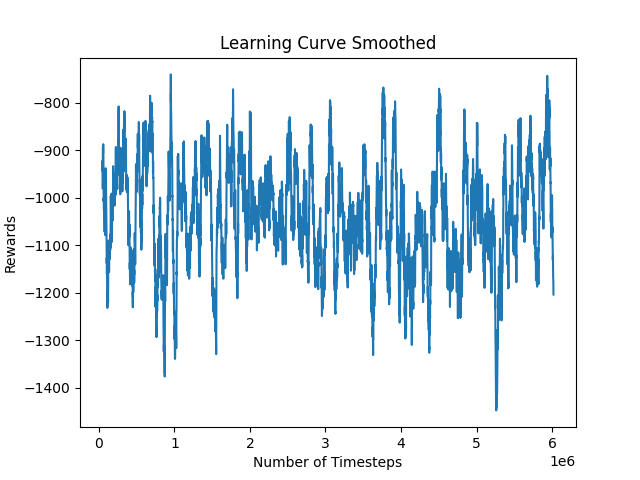 Learning Curve Smoothed
Rewards
−800
−900
−1000
−1100
−1200
−1300
−1400
0 1 2 3 4 5 6
1e6
Number of Timesteps